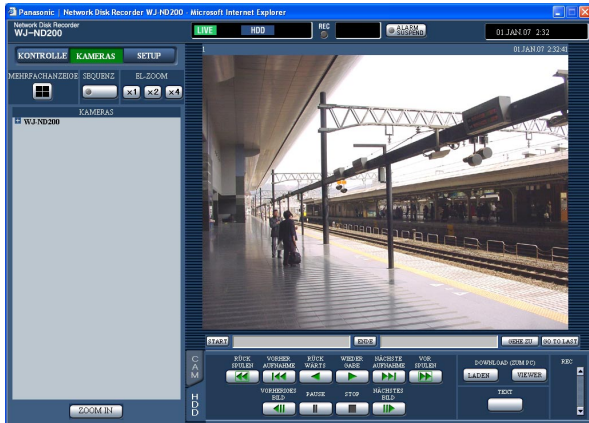 Panasonic | Network Disk Recorder WJ-ND200 - Microsoft Internet Explorer
Network Disk Recorder
WJ-ND200
LIVE HDD REC ALARM SUSPEND 01.JAN.07 2:32
KONTROLLE KAMERAS SETUP
1 01.JAN.07 2:32:41
MEHRFACHANZEIGE SEQUENZ EL-ZOOM
x1 x2 x4
KAMERAS
WJ-ND200
START ENDE GEHE ZU GO TO LAST
CAM
RÜCK SPULEN VORHER AUFNAHME RÜCK WÄRTS WIEDER GABE NÄCHSTE AUFNAHME VOR SPULEN
DOWNLOAD (ZUM PC) REC
LADEN VIEWER
HDD
VORHERIGES BILD PAUSE STOP NÄCHSTES BILD
TEXT
ZOOM IN